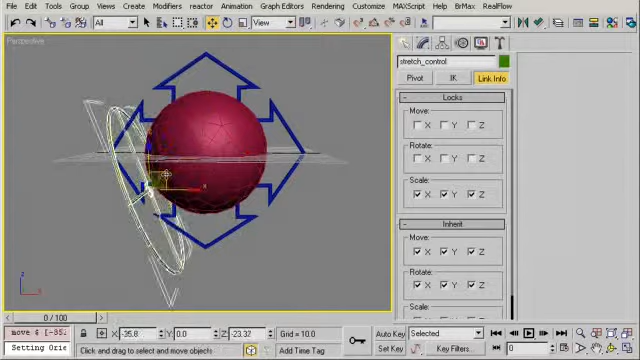 File Edit Tools Group Views Create Modifiers reactor Animation Graph Editors Rendering Customize MAXScript Help BrMax RealFlow
All View
Perspective
stretch_control
Pivot IK Link Info
- Locks
Move:
X Y Z
Rotate:
X Y Z
Scale:
X Y Z
- Inherit
Move:
X Y Z
Rotate:
X Y Z
Scale:
x
z
x
0 / 100
move $ [-35.
X -35.8 Y 0.0 Z -23.32 Grid = 10.0 Auto Key Selected
Setting Orie Click and drag to select and move objects Add Time Tag Set Key Key Filters... 0